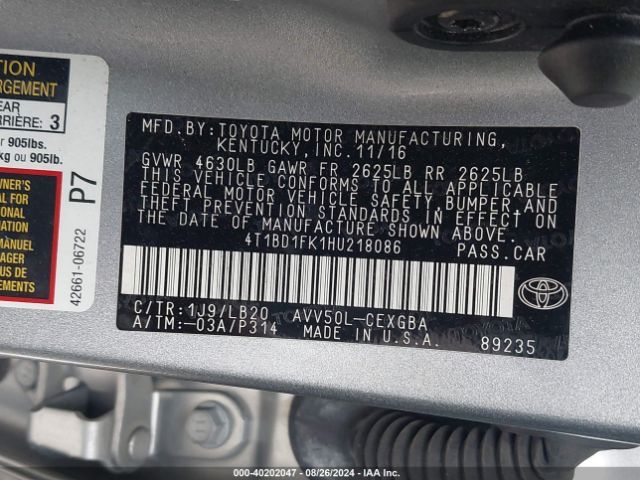 TION
RGEMENT
EAR
RRIÈRE: 3
r 905lbs.
kg ou 905lb.
WNER'S
FOR
ONAL
ATION
MANUEL
AGER
US
TIONS
P7
42661-06722
MFD. BY: TOYOTA MOTOR MANUFACTURING,
KENTUCKY, INC. 11/16
GVWR 4630LB GAWR FR 2625LB RR 2625LB
THIS VEHICLE CONFORMS TO ALL APPLICABLE
FEDERAL MOTOR VEHICLE SAFETY, BUMPER, AND
THEFT PREVENTION STANDARDS IN EFFECT ON
THE DATE OF MANUFACTURE SHOWN ABOVE.
4T1BD1FK1HU218086 PASS.CAR
C/TR: 1J9/LB20 AVV50L-CEXGBA
A/TM:-03A/P314 MADE IN U.S.A.
89235
000-40202047 - 08/26/2024 - Copart, Inc. IAA